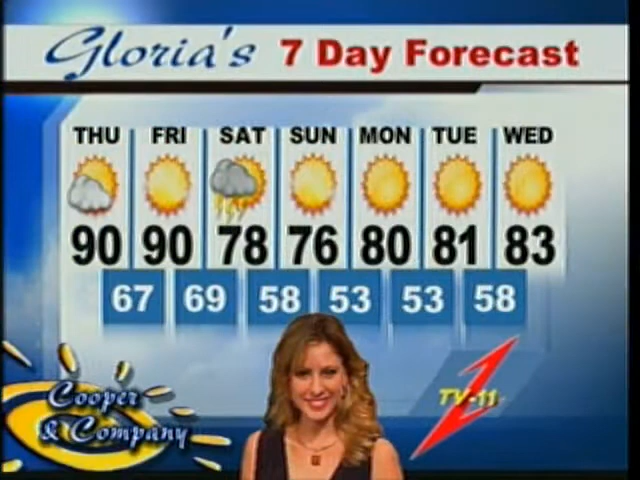 Gloria's 7 Day Forecast
THU FRI SAT SUN MON TUE WED
90 90 78 76 80 81 83
67 69 58 53 53 58
Cooper
& Company
TV-11